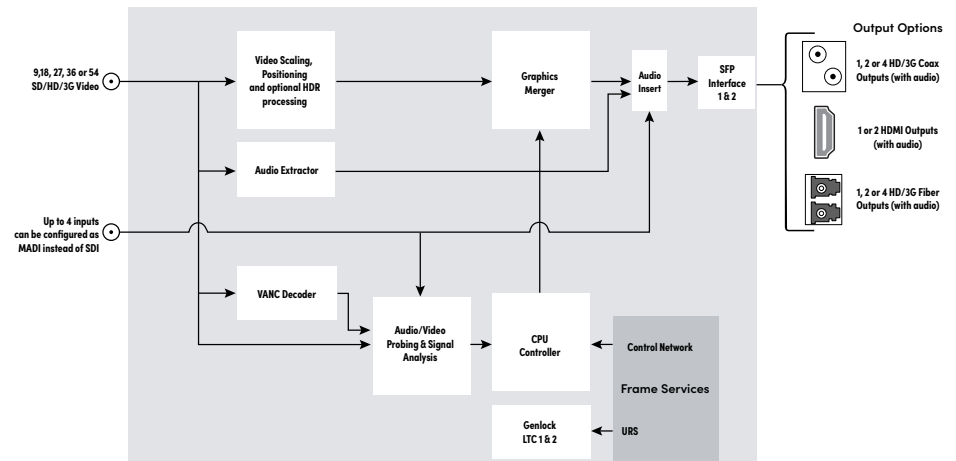 Output Options
9,18, 27, 36 or 54
SD/HD/3G Video
Video Scaling,
Positioning
and optional HDR
processing
Graphics
Merger
Audio
Insert
SFP
Interface
1 & 2
1, 2 or 4 HD/3G Coax
Outputs (with audio)
1 or 2 HDMI Outputs
(with audio)
Audio Extractor
1, 2 or 4 HD/3G Fiber
Outputs (with audio)
Up to 4 inputs
can be configured as
MADI instead of SDI
VANC Decoder
Audio/Video
Probing & Signal
Analysis
CPU
Controller
Control Network
Frame Services
Genlock
LTC 1 & 2
URS